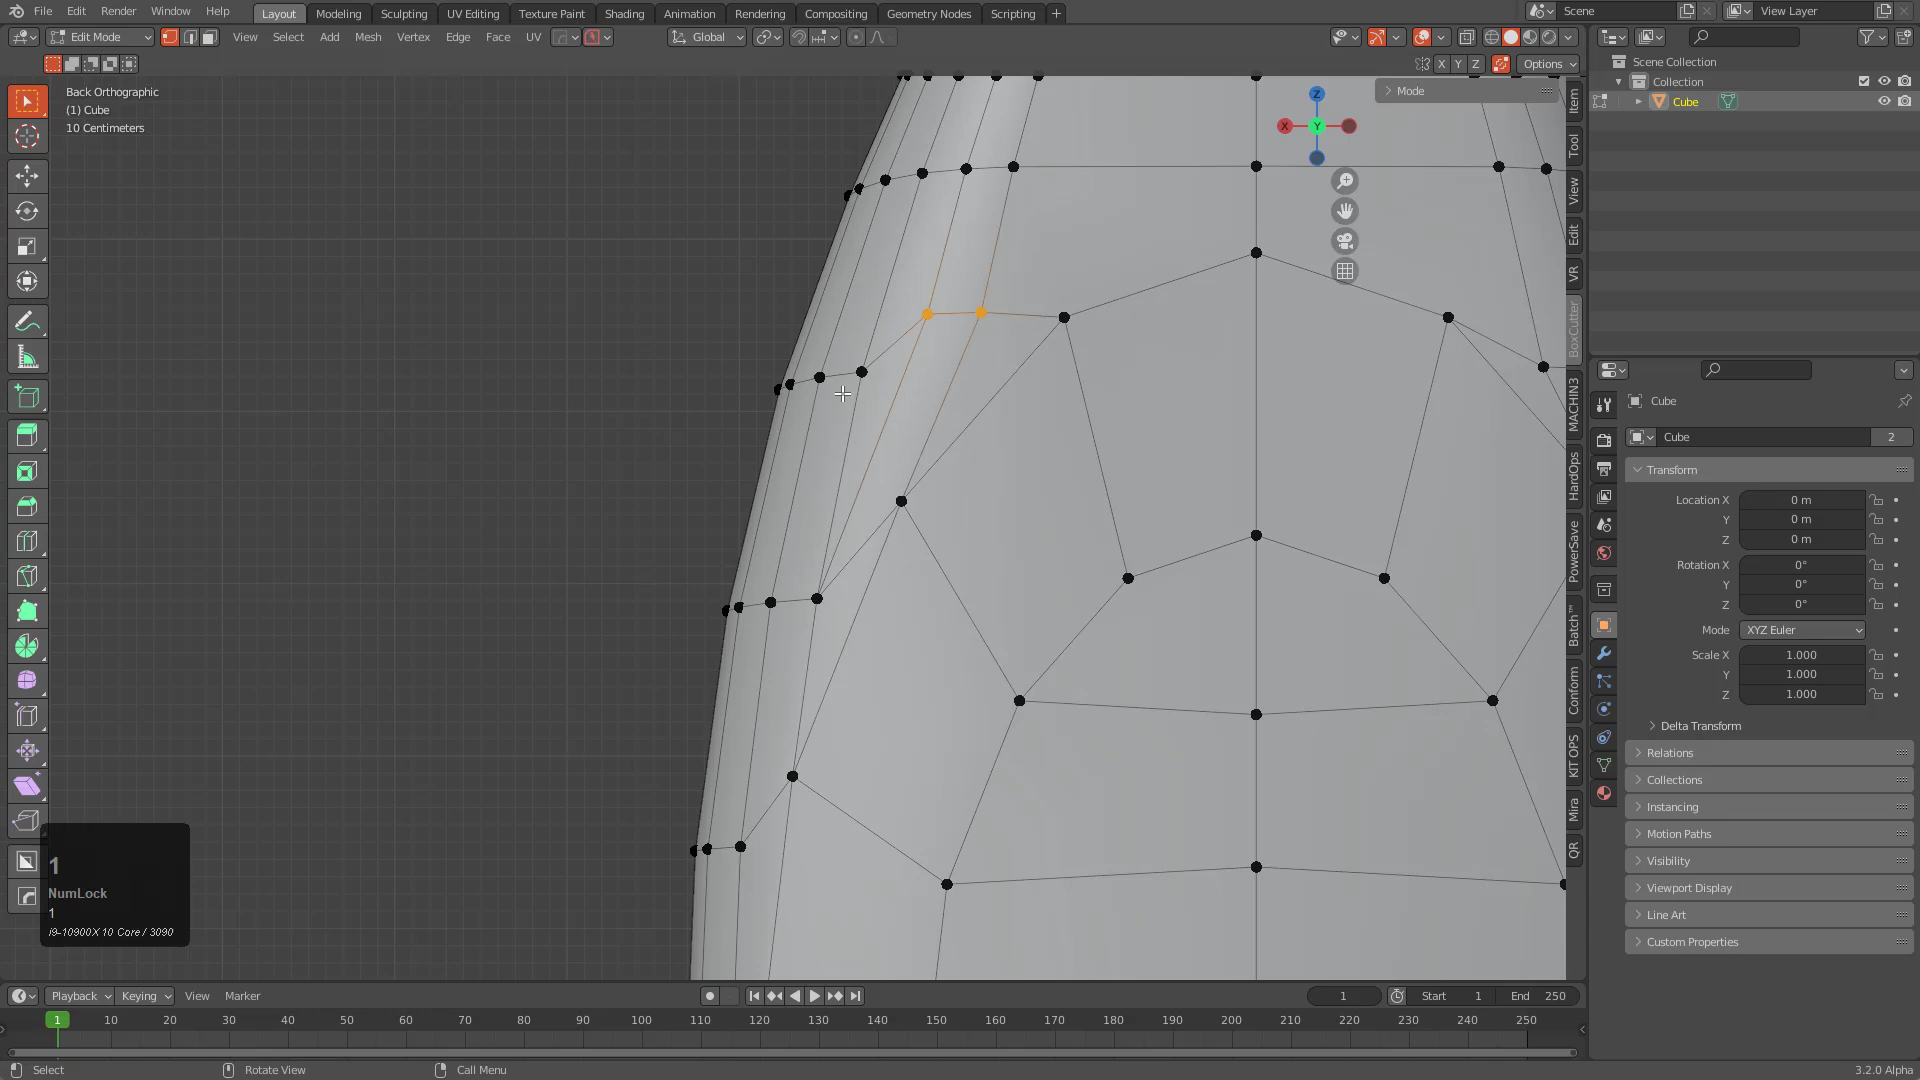 File Edit Render Window Help
Layout Modeling Sculpting UV Editing Texture Paint Shading Animation Rendering Compositing Geometry Nodes Scripting +
Scene
View Layer
Edit Mode
View Select Add Mesh Vertex Edge Face UV
Global
X Y Z
Options
Back Orthographic
(1) Cube
10 Centimeters
Mode
Z
X
Y
Item
Tool
View
Edit
VR
BoxCutter
MACHIN3
HardOps
PowerSave
Batch™
Conform
KIT OPS
Mira
QR
Scene Collection
Collection
Cube
Cube
Cube
2
Transform
Location X 0 m
Y 0 m
Z 0 m
Rotation X 0°
Y 0°
Z 0°
Mode XYZ Euler
Scale X 1.000
Y 1.000
Z 1.000
Delta Transform
Relations
Collections
Instancing
Motion Paths
Visibility
Viewport Display
Line Art
Custom Properties
1
NumLock
1
i9-10900X 10 Core / 3090
Playback Keying View Marker
1
Start 1
End 250
1 10 20 30 40 50 60 70 80 90 100 110 120 130 140 150 160 170 180 190 200 210 220 230 240 250
Select
Rotate View
Call Menu
3.2.0 Alpha